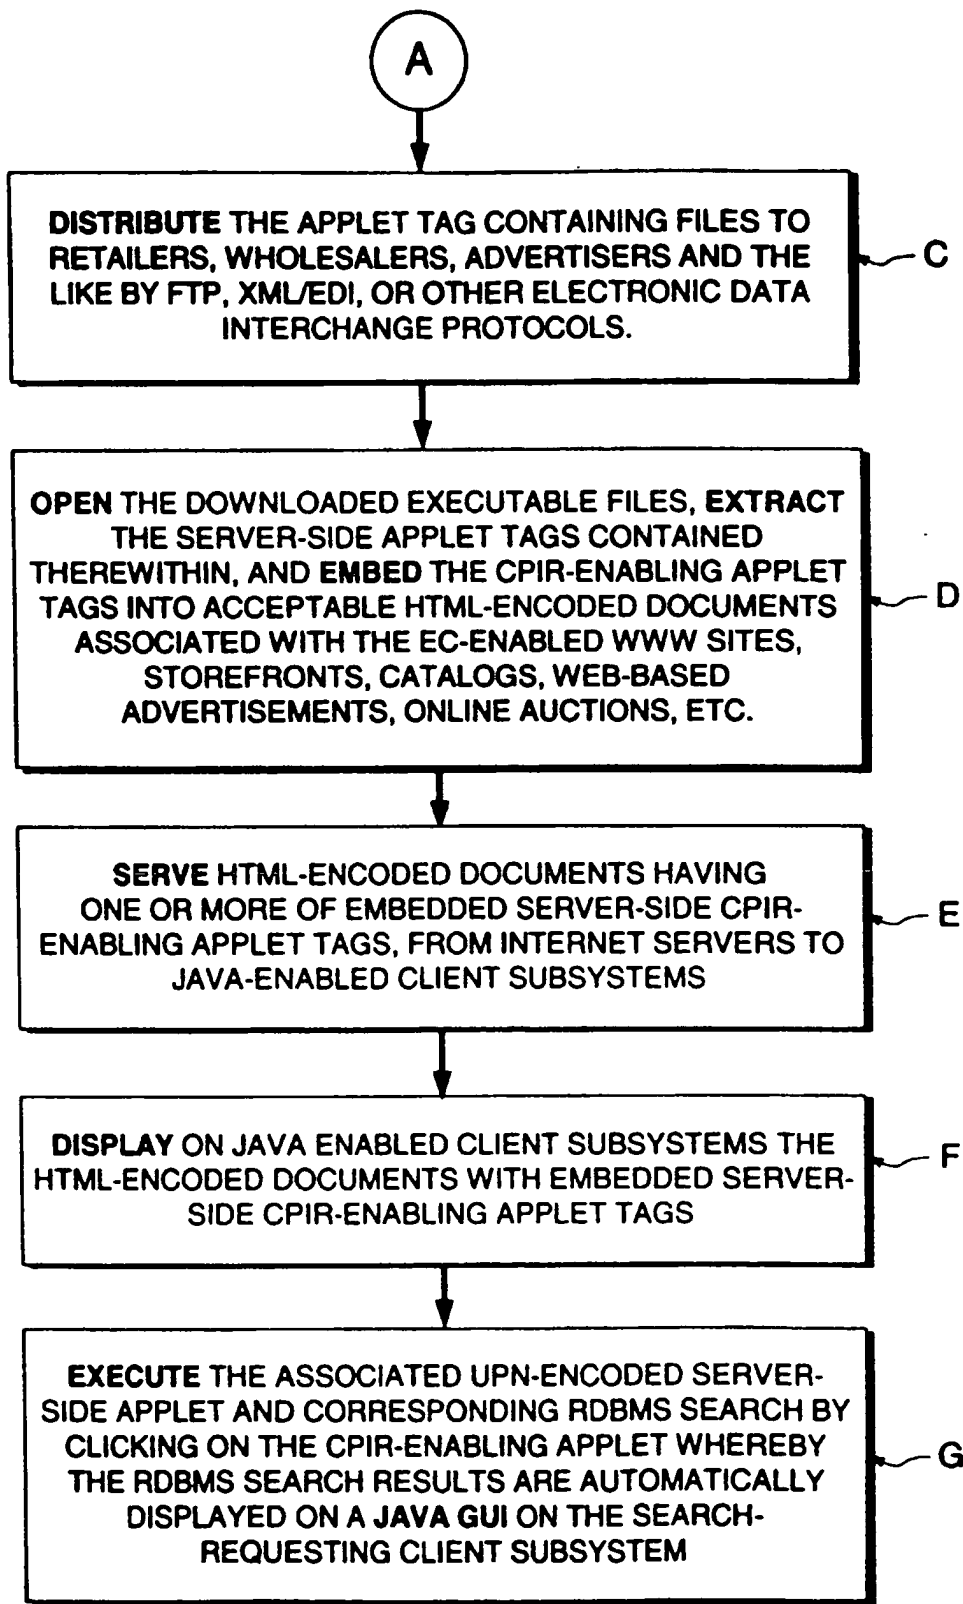 A
DISTRIBUTE THE APPLET TAG CONTAINING FILES TO
RETAILERS, WHOLESALERS, ADVERTISERS AND THE
LIKE BY FTP, XML/EDI, OR OTHER ELECTRONIC DATA
INTERCHANGE PROTOCOLS.
C
OPEN THE DOWNLOADED EXECUTABLE FILES, EXTRACT
THE SERVER-SIDE APPLET TAGS CONTAINED
THEREWITHIN, AND EMBED THE CPIR-ENABLING APPLET
TAGS INTO ACCEPTABLE HTML-ENCODED DOCUMENTS
ASSOCIATED WITH THE EC-ENABLED WWW SITES,
STOREFRONTS, CATALOGS, WEB-BASED
ADVERTISEMENTS, ONLINE AUCTIONS, ETC.
D
SERVE HTML-ENCODED DOCUMENTS HAVING
ONE OR MORE OF EMBEDDED SERVER-SIDE CPIR-
ENABLING APPLET TAGS, FROM INTERNET SERVERS TO
JAVA-ENABLED CLIENT SUBSYSTEMS
E
DISPLAY ON JAVA ENABLED CLIENT SUBSYSTEMS THE
HTML-ENCODED DOCUMENTS WITH EMBEDDED SERVER-
SIDE CPIR-ENABLING APPLET TAGS
F
EXECUTE THE ASSOCIATED UPN-ENCODED SERVER-
SIDE APPLET AND CORRESPONDING RDBMS SEARCH BY
CLICKING ON THE CPIR-ENABLING APPLET WHEREBY
THE RDBMS SEARCH RESULTS ARE AUTOMATICALLY
DISPLAYED ON A JAVA GUI ON THE SEARCH-
REQUESTING CLIENT SUBSYSTEM
G